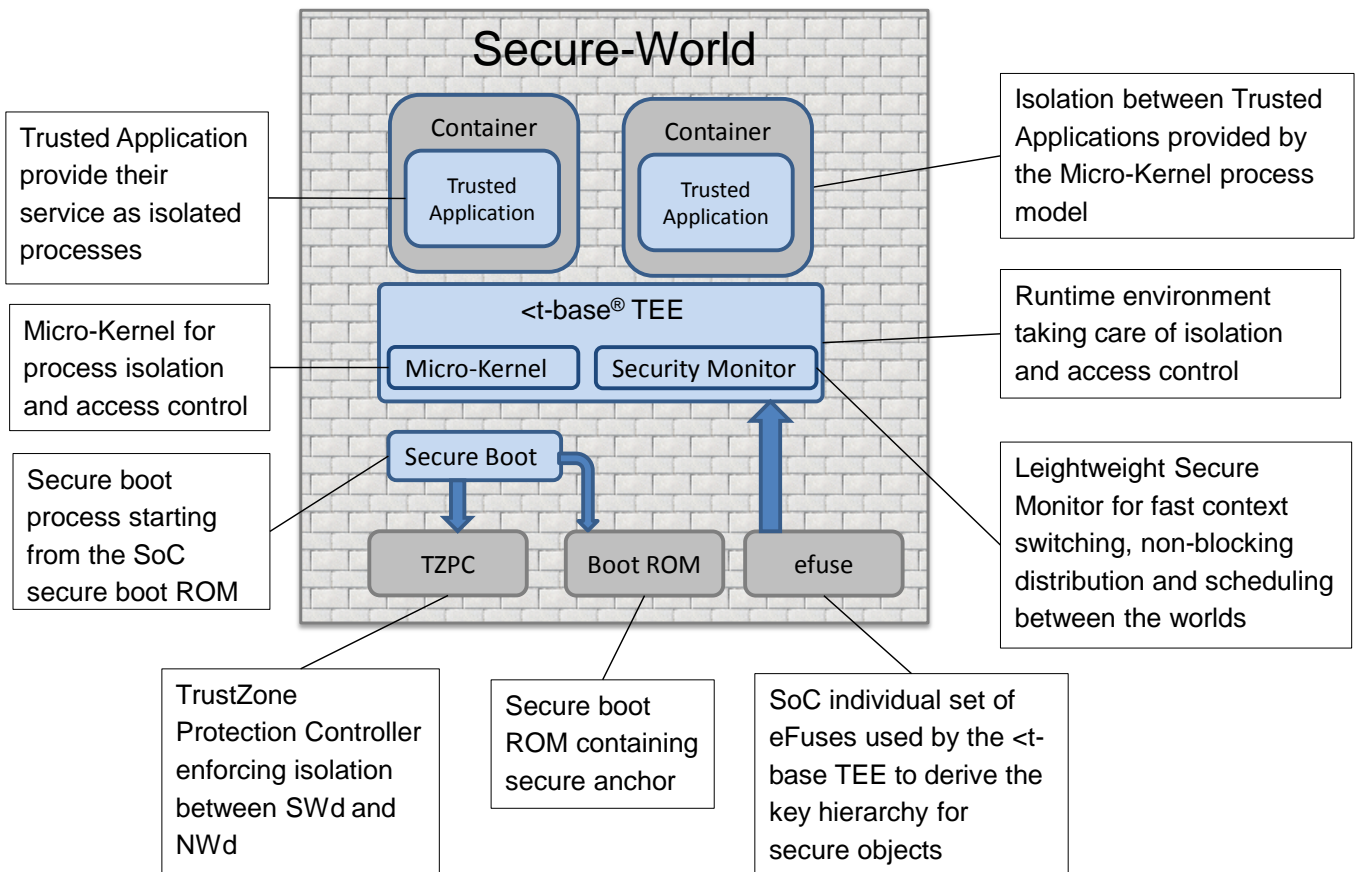 Secure-World
Container
Trusted
Application
Container
Trusted
Application
<t-base® TEE
Micro-Kernel
Security Monitor
Secure Boot
TZPC
Boot ROM
efuse
Trusted Application
provide their
service as isolated
processes
Micro-Kernel for
process isolation
and access control
Secure boot
process starting
from the SoC
secure boot ROM
Isolation between Trusted
Applications provided by
the Micro-Kernel process
model
Runtime environment
taking care of isolation
and access control
Leightweight Secure
Monitor for fast context
switching, non-blocking
distribution and scheduling
between the worlds
TrustZone
Protection Controller
enforcing isolation
between SWd and
NWd
Secure boot
ROM containing
secure anchor
SoC individual set of
eFuses used by the <t-
base TEE to derive the
key hierarchy for
secure objects